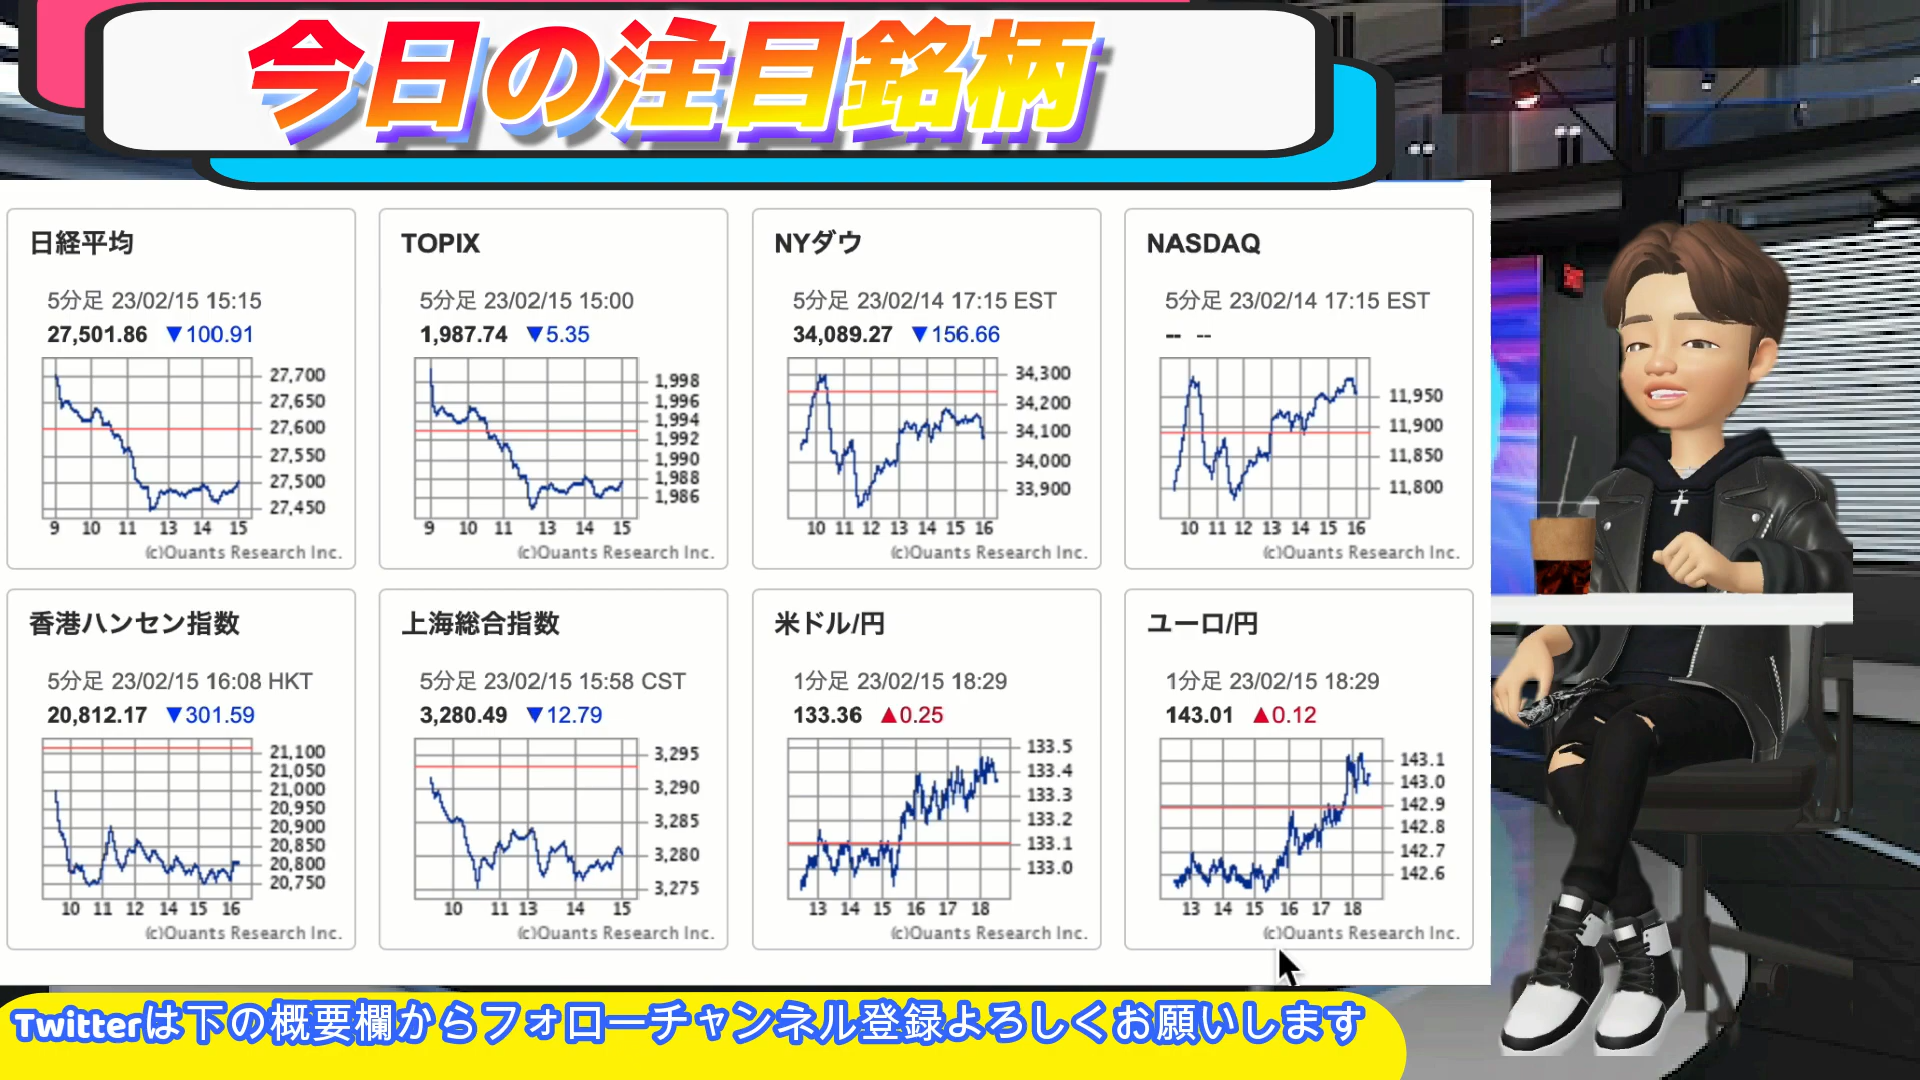 今日の注目銘柄
日経平均
5分足 23/02/15 15:15
27,501.86 ▼100.91
27,700
27,650
27,600
27,550
27,500
27,450
9 10 11 13 14 15
(c)Quants Research Inc.
TOPIX
5分足 23/02/15 15:00
1,987.74 ▼5.35
1,998
1,996
1,994
1,992
1,990
1,988
1,986
9 10 11 13 14 15
(c)Quants Research Inc.
NYダウ
5分足 23/02/14 17:15 EST
34,089.27 ▼156.66
34,300
34,200
34,100
34,000
33,900
10 11 12 13 14 15 16
(c)Quants Research Inc.
NASDAQ
5分足 23/02/14 17:15 EST
-- --
11,950
11,900
11,850
11,800
10 11 12 13 14 15 16
(c)Quants Research Inc.
香港ハンセン指数
5分足 23/02/15 16:08 HKT
20,812.17 ▼301.59
21,100
21,050
21,000
20,950
20,900
20,850
20,800
20,750
10 11 12 14 15 16
(c)Quants Research Inc.
上海総合指数
5分足 23/02/15 15:58 CST
3,280.49 ▼12.79
3,295
3,290
3,285
3,280
3,275
10 11 13 14 15
(c)Quants Research Inc.
米ドル/円
1分足 23/02/15 18:29
133.36 ▲0.25
133.5
133.4
133.3
133.2
133.1
133.0
13 14 15 16 17 18
(c)Quants Research Inc.
ユーロ/円
1分足 23/02/15 18:29
143.01 ▲0.12
143.1
143.0
142.9
142.8
142.7
142.6
13 14 15 16 17 18
(c)Quants Research Inc.
Twitterは下の概要欄からフォローチャンネル登録よろしくお願いします